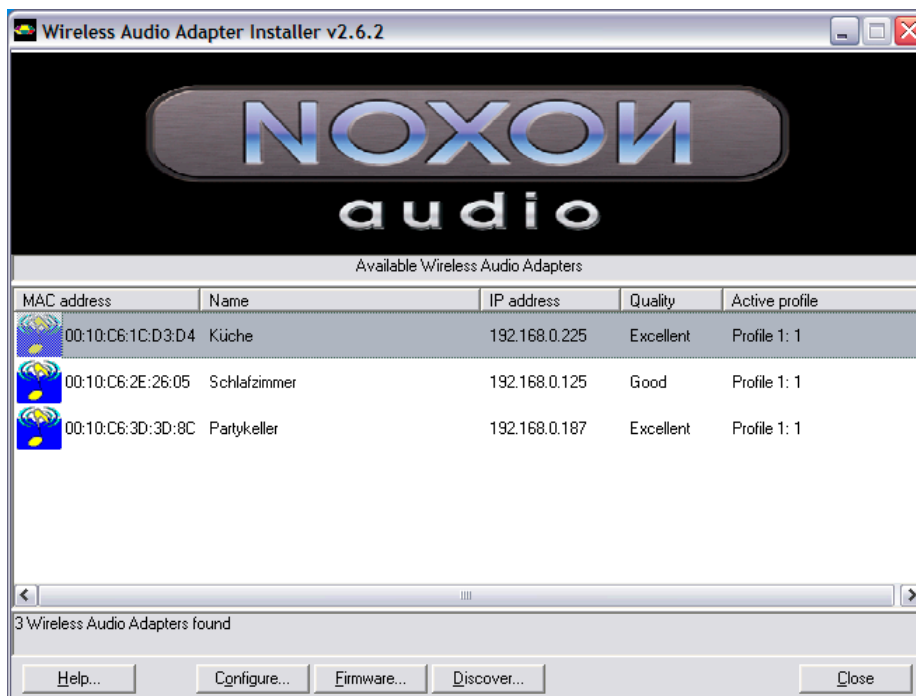 Wireless Audio Adapter Installer v2.6.2
NOXON
audio
Available Wireless Audio Adapters
MAC address Name IP address Quality Active profile
00:10:C6:1C:D3:D4 Küche 192.168.0.225 Excellent Profile 1: 1
00:10:C6:2E:26:05 Schlafzimmer 192.168.0.125 Good Profile 1: 1
00:10:C6:3D:3D:8C Partykeller 192.168.0.187 Excellent Profile 1: 1
3 Wireless Audio Adapters found
Help... Configure... Firmware... Discover... Close